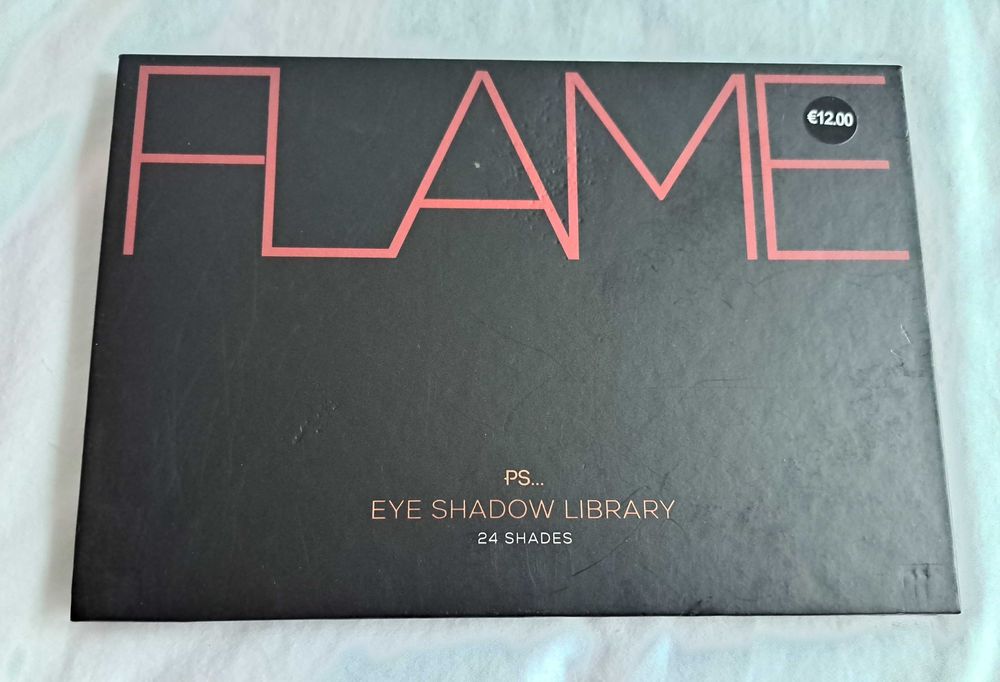 FLAME
€12.00
PS...
EYE SHADOW LIBRARY
24 SHADES